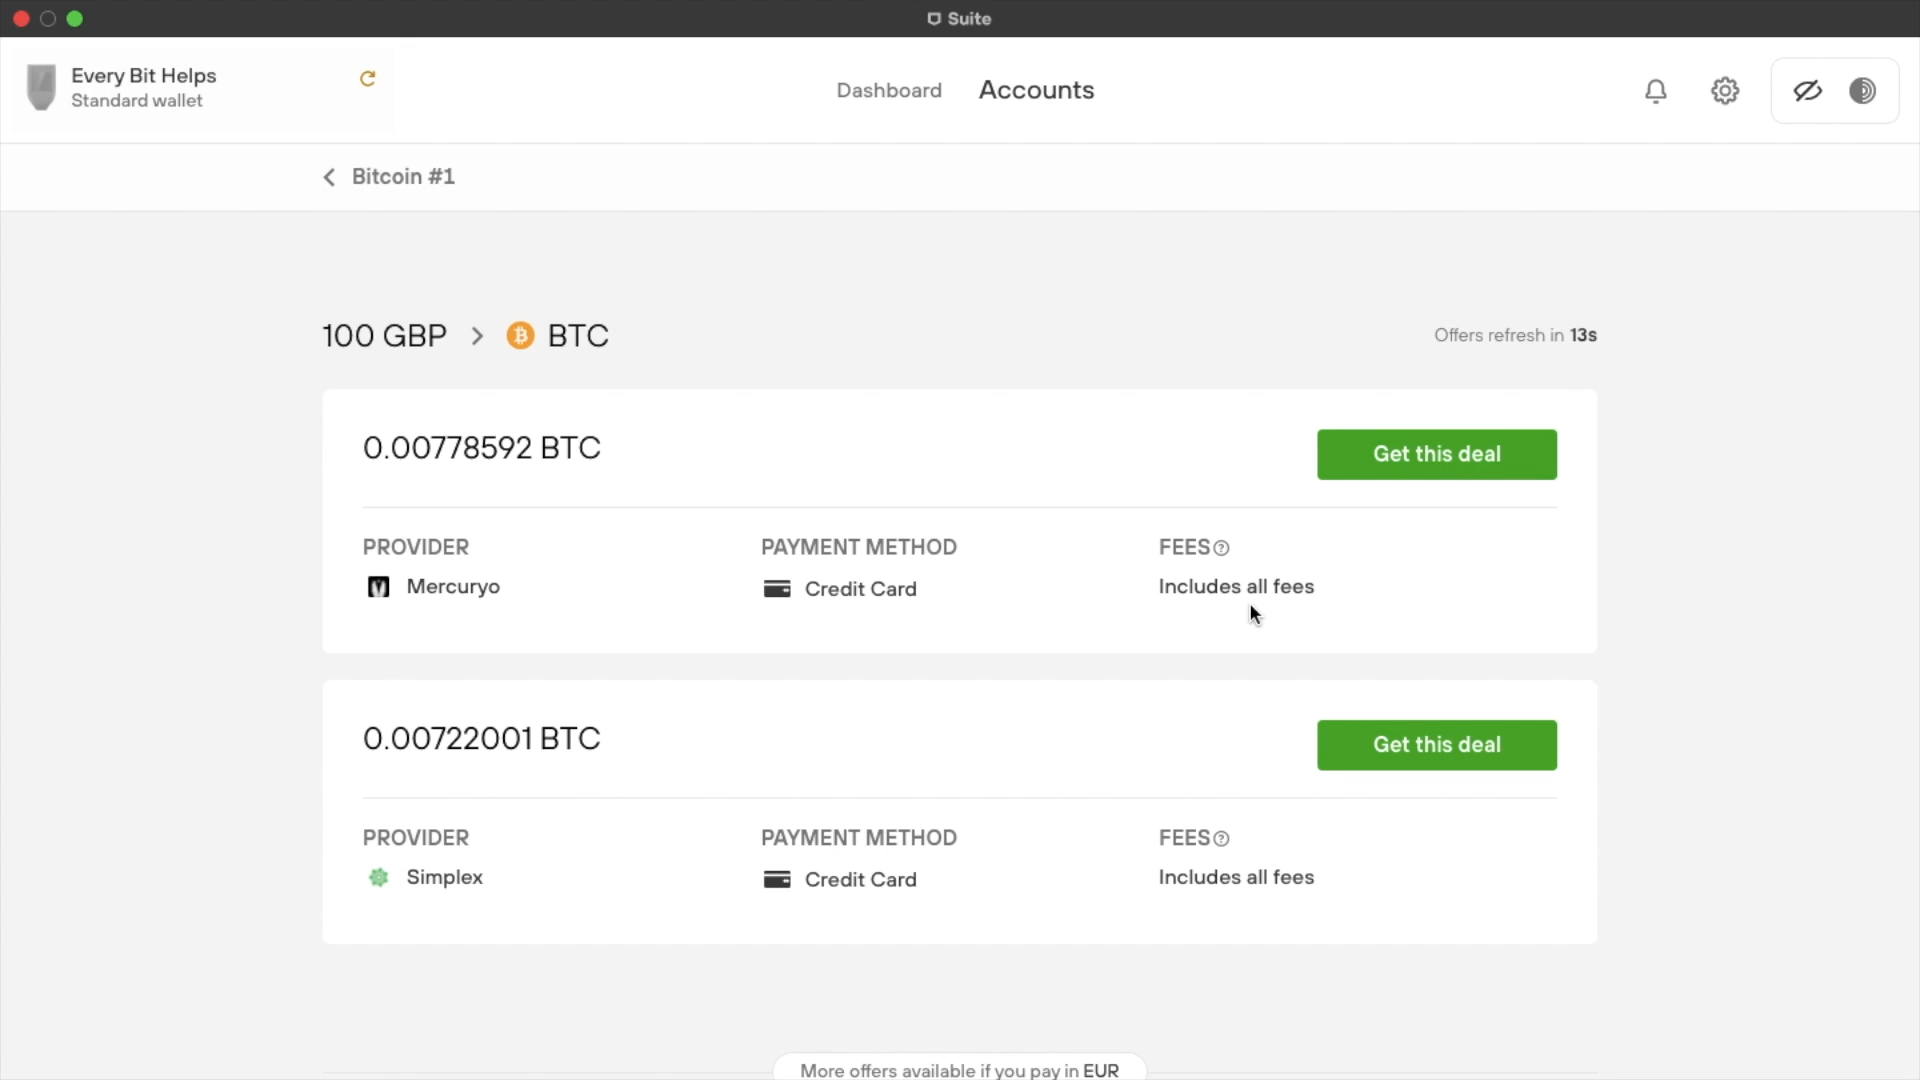 Suite
Every Bit Helps
Standard wallet
Dashboard
Accounts
Bitcoin #1
100 GBP
BTC
Offers refresh in 13s
0.00778592 BTC
Get this deal
PROVIDER
PAYMENT METHOD
FEES
Mercuryo
Credit Card
Includes all fees
0.00722001 BTC
Get this deal
PROVIDER
PAYMENT METHOD
FEES
Simplex
Credit Card
Includes all fees
More offers available if you pay in EUR